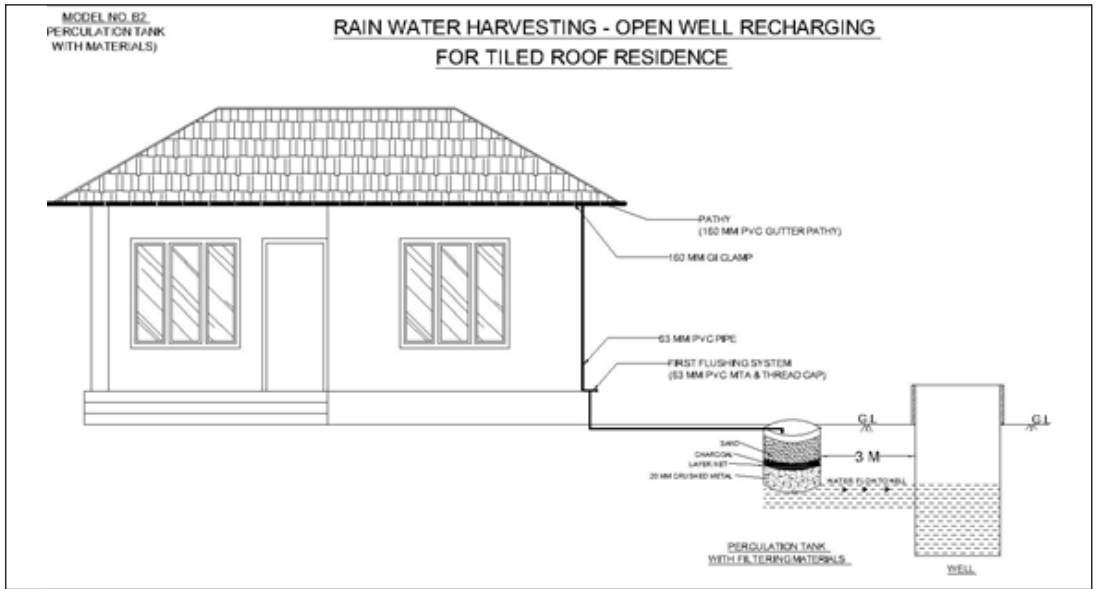 MODEL NO. B2
PERCULATION TANK
WITH MATERIALS)
RAIN WATER HARVESTING - OPEN WELL RECHARGING
FOR TILED ROOF RESIDENCE
PATHY
(160 MM PVC GUTTER PATHY)
160 MM GI CLAMP
63 MM PVC PIPE
FIRST FLUSHING SYSTEM
(63 MM PVC MTA & THREAD CAP)
G.L
G.L
SAND
CHARCOAL
LAYER NET
20 MM CRUSHED METAL
3 M
WATER FLOW TO WELL
PERCULATION TANK
WITH FILTERING MATERIALS
WELL